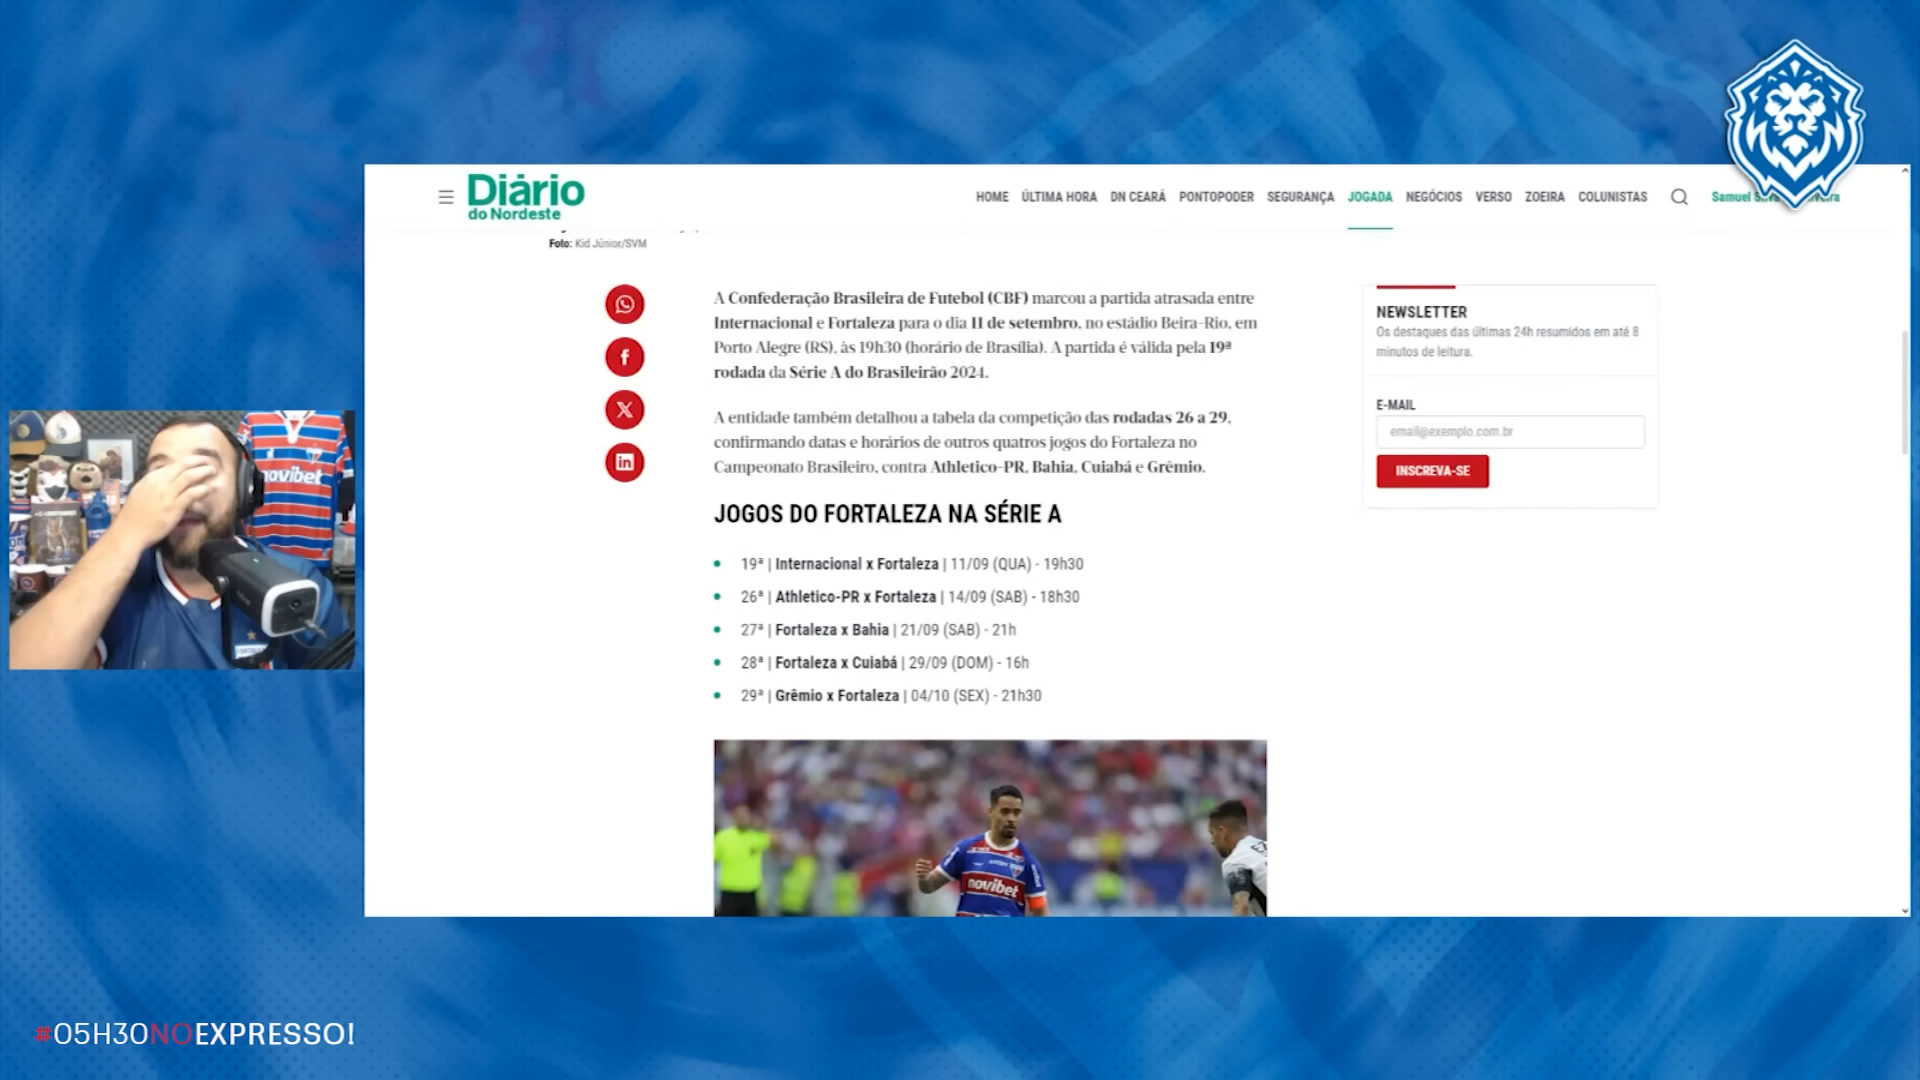 Diário
do Nordeste
HOME ÚLTIMA HORA DN CEARÁ PONTOPODER SEGURANÇA JOGADA NEGÓCIOS VERSO ZOEIRA COLUNISTAS
Samuel
Foto: Kid Júnior/SVM
A Confederação Brasileira de Futebol (CBF) marcou a partida atrasada entre
Internacional e Fortaleza para o dia 11 de setembro, no estádio Beira-Rio, em
Porto Alegre (RS), às 19h30 (horário de Brasília). A partida é válida pela 19ª
rodada da Série A do Brasileirão 2024.
A entidade também detalhou a tabela da competição das rodadas 26 a 29,
confirmando datas e horários de outros quatros jogos do Fortaleza no
Campeonato Brasileiro, contra Athletico-PR, Bahia, Cuiabá e Grêmio.
JOGOS DO FORTALEZA NA SÉRIE A
19ª | Internacional x Fortaleza | 11/09 (QUA) - 19h30
26ª | Athletico-PR x Fortaleza | 14/09 (SAB) - 18h30
27ª | Fortaleza x Bahia | 21/09 (SAB) - 21h
28ª | Fortaleza x Cuiabá | 29/09 (DOM) - 16h
29ª | Grêmio x Fortaleza | 04/10 (SEX) - 21h30
NEWSLETTER
Os destaques das últimas 24h resumidos em até 8
minutos de leitura.
E-MAIL
email@exemplo.com.br
INSCREVA-SE
novibet
novibet
#05H30NOEXPRESSO!